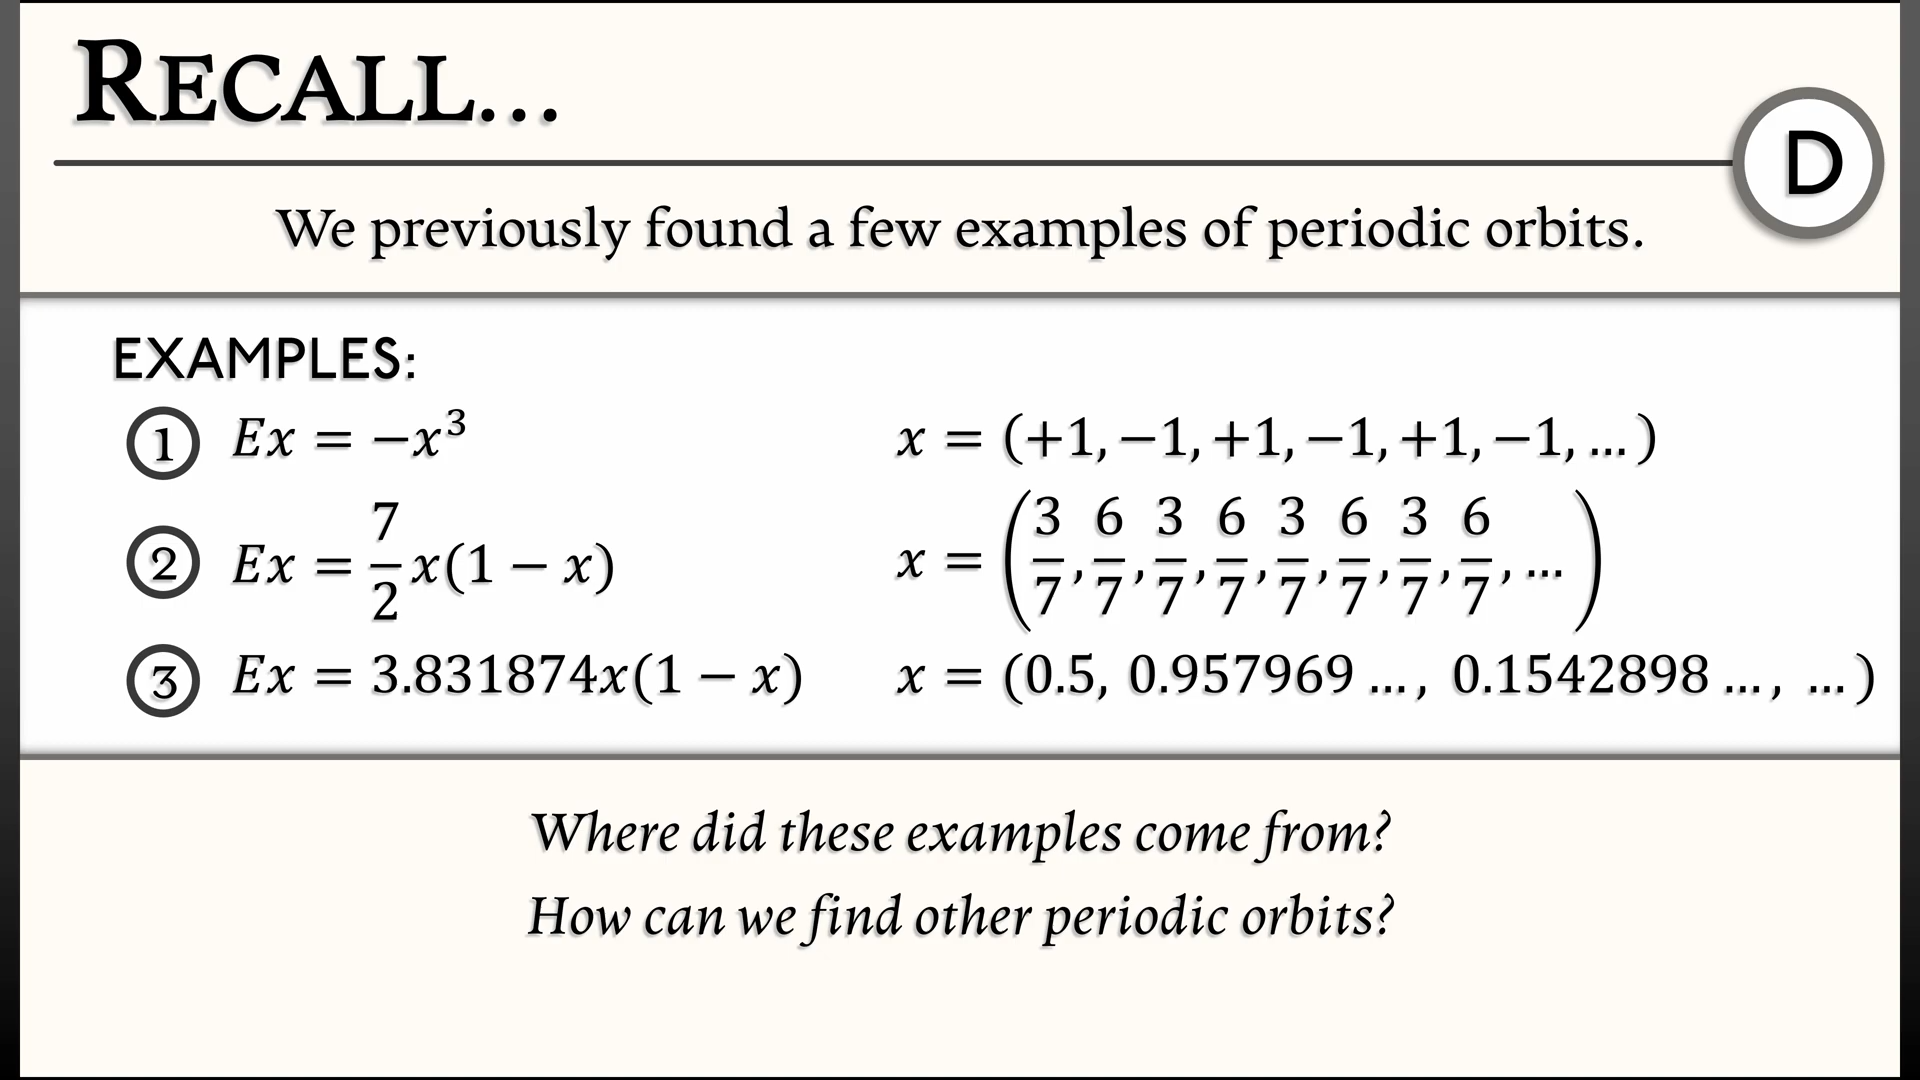 RECALL...
D
We previously found a few examples of periodic orbits.
EXAMPLES:
1 Ex = −x³ x = (+1, −1, +1, −1, +1, −1, ... )
2 Ex = 7/2 x(1 − x) x = (3/7, 6/7, 3/7, 6/7, 3/7, 6/7, 3/7, 6/7, ... )
3 Ex = 3.831874x(1 − x) x = (0.5, 0.957969 ..., 0.1542898 ..., ... )
Where did these examples come from?
How can we find other periodic orbits?